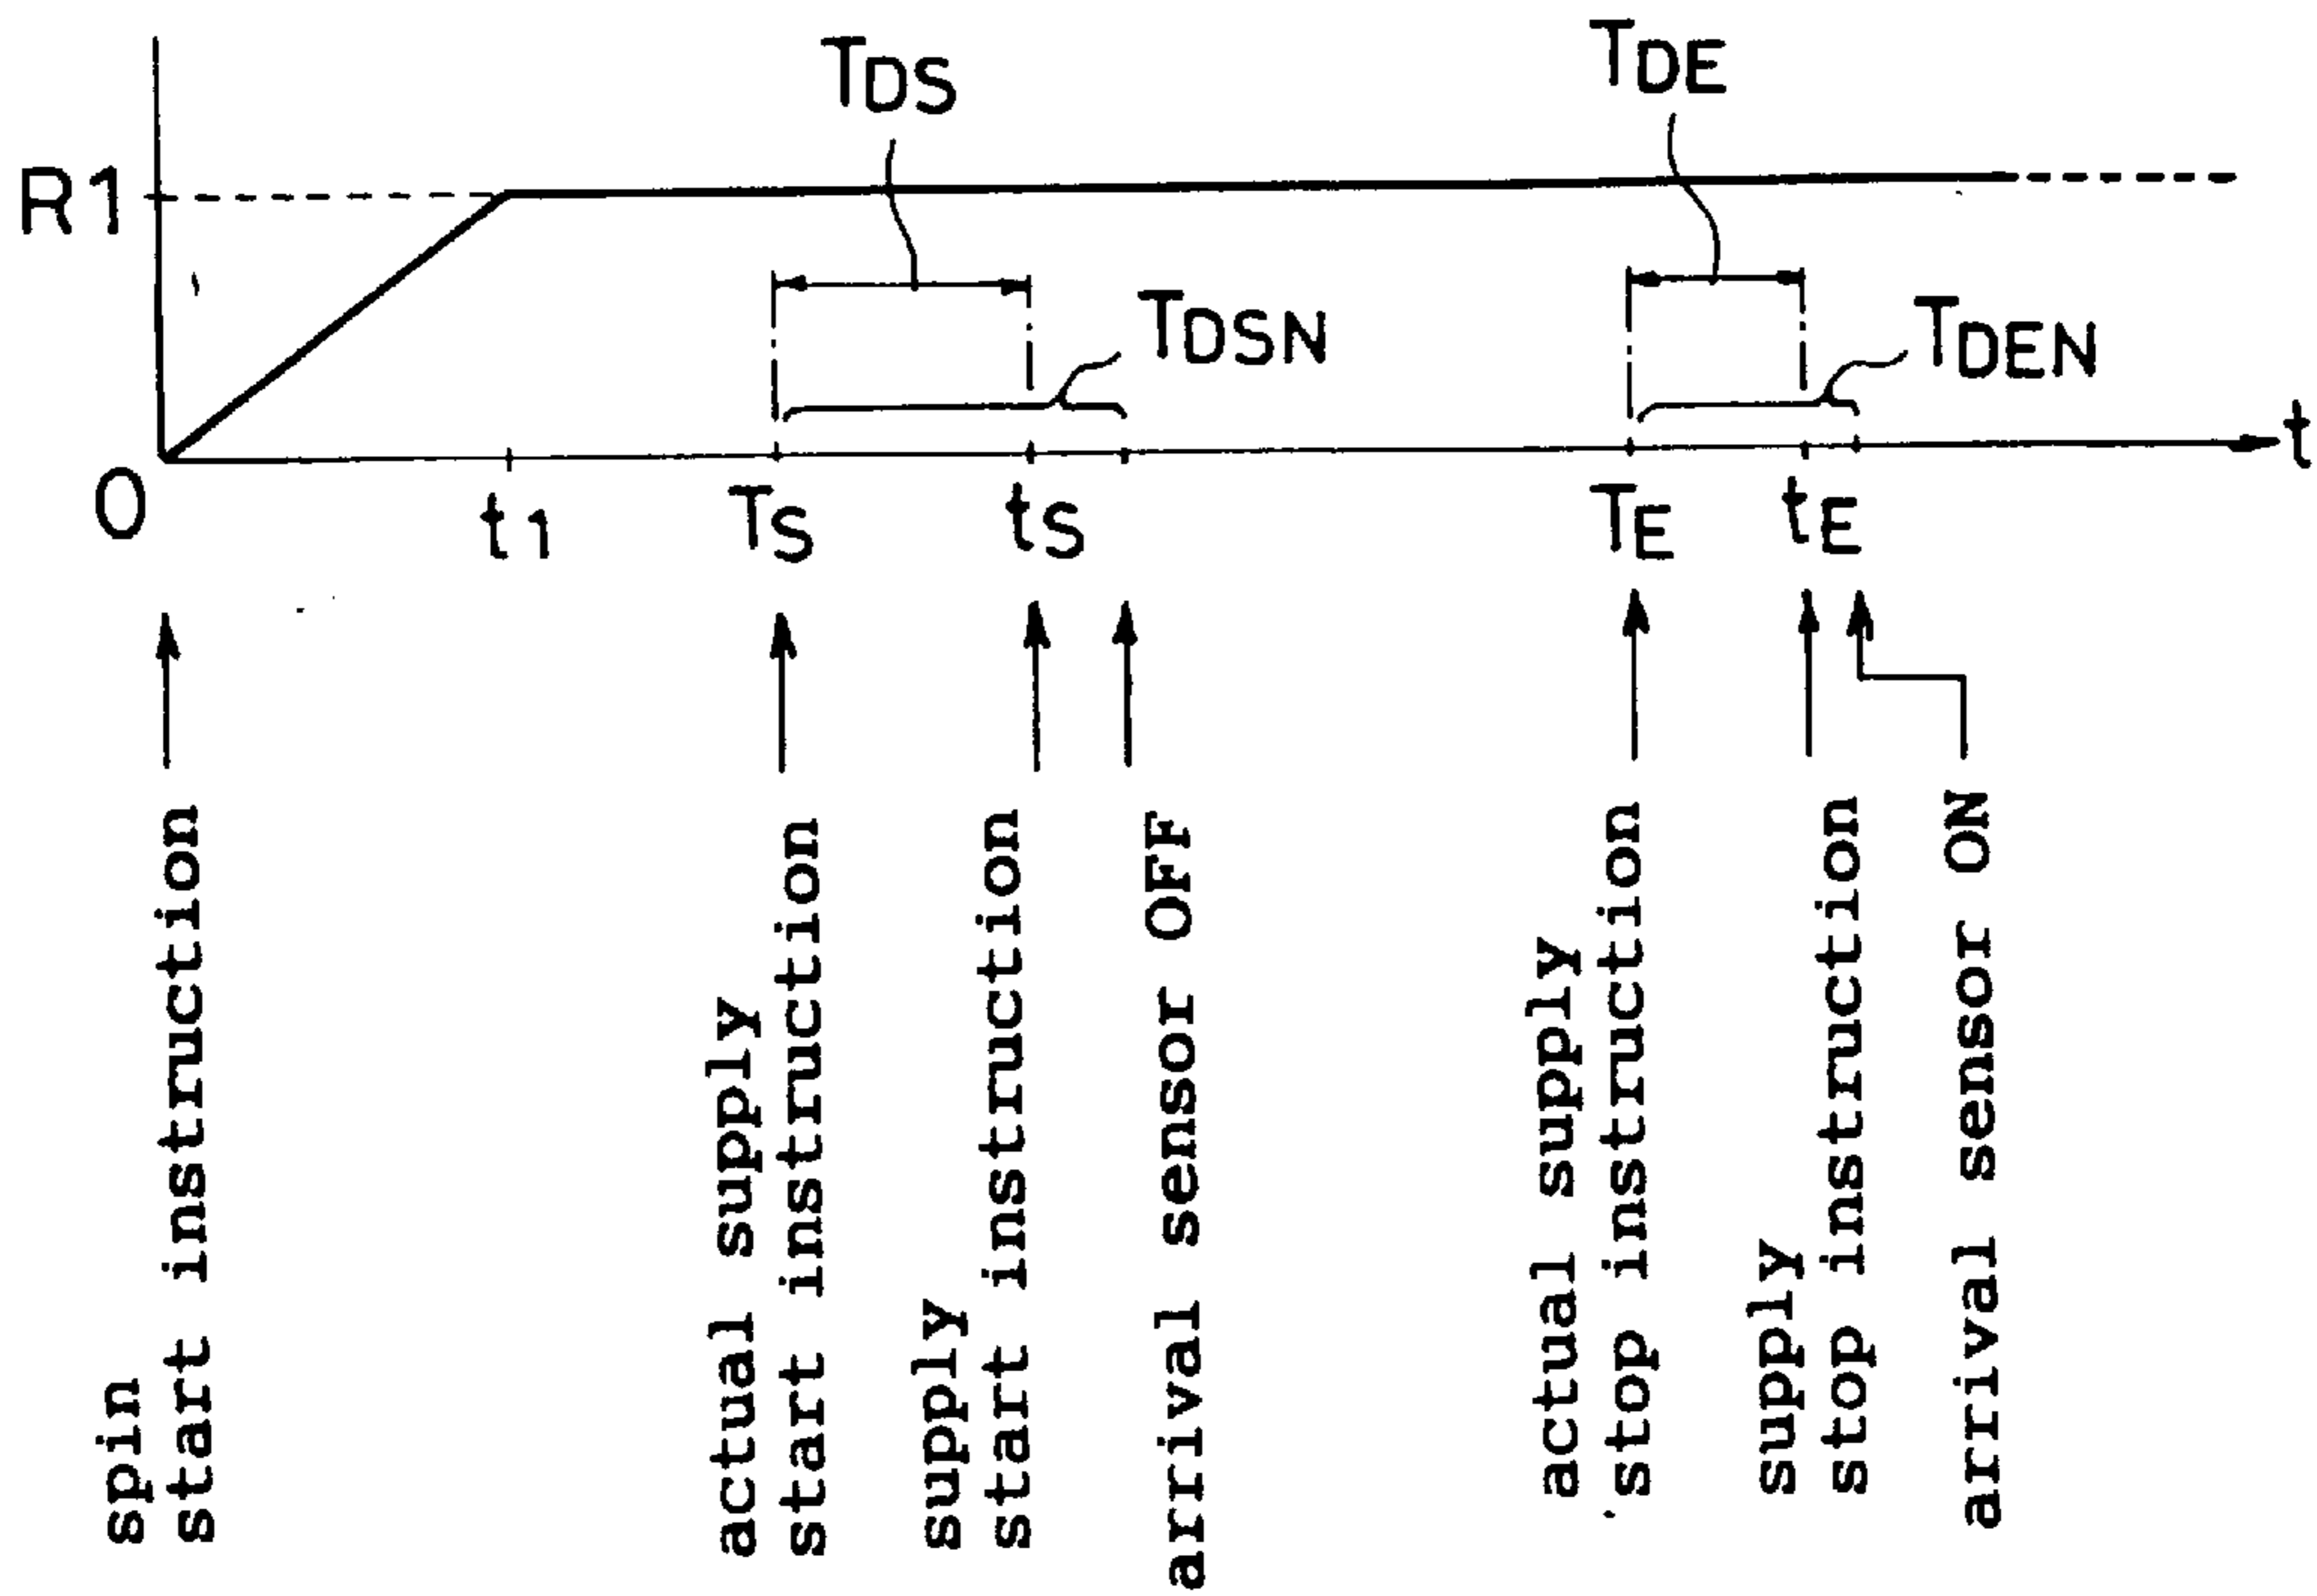 TDS
TDE
R1
TDSN
TDEN
t
0
t1
TS
tS
TE
tE
spin
start instruction
actual supply
start instruction
supply
start instruction
arrival sensor OFF
actual supply
stop instruction
supply
stop instruction
arrival sensor ON